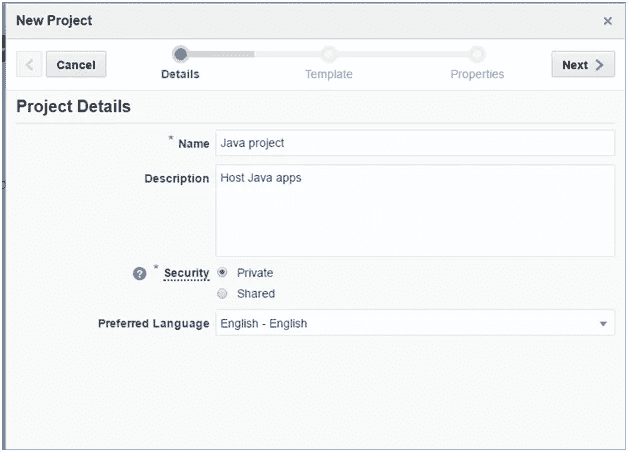 New Project ×
Cancel Next
Details Template Properties
Project Details
* Name Java project
Description Host Java apps
? * Security Private
Shared
Preferred Language English - English